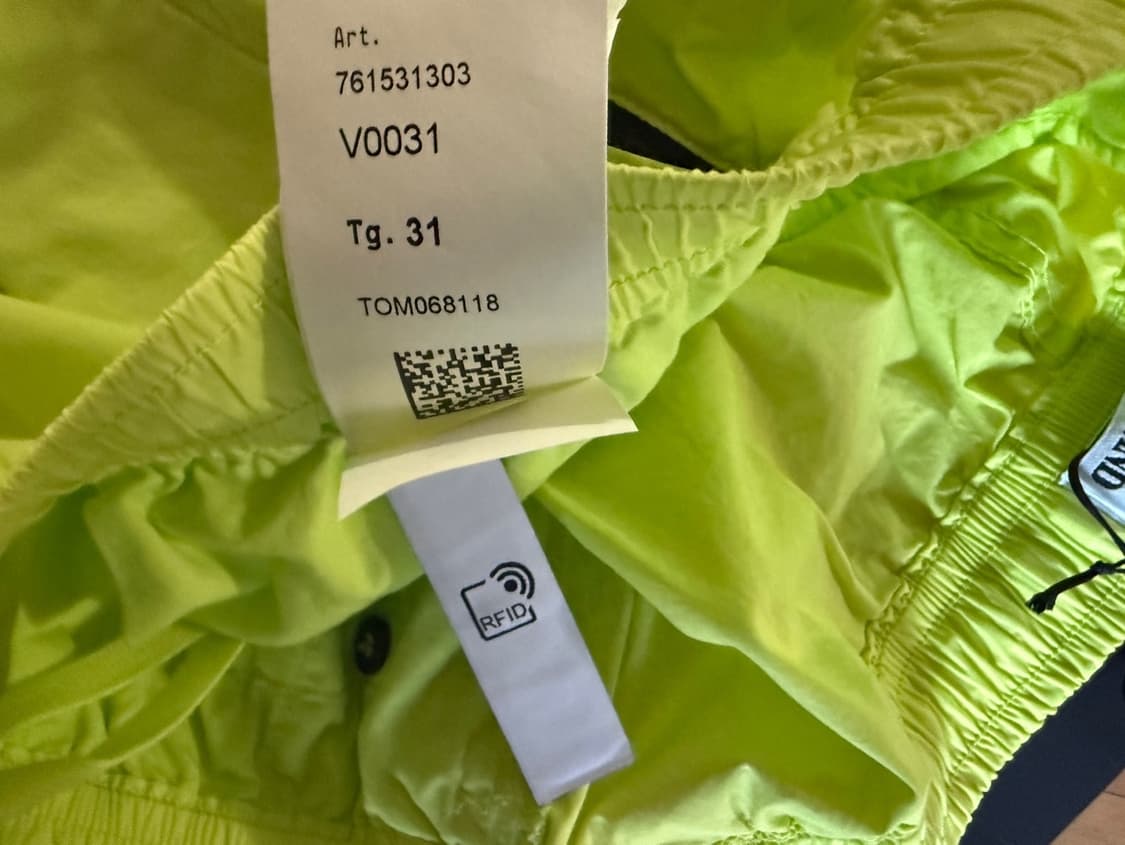 Art.
761531303
V0031
Tg. 31
TOM068118
RFID